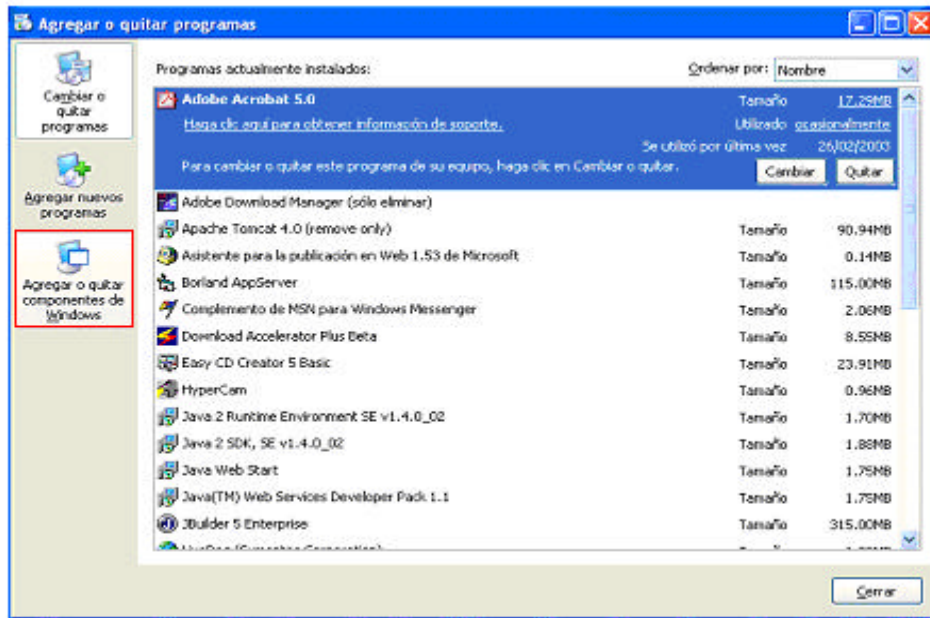 Agregar o quitar programas
Cambiar o
quitar
programas
Agregar nuevos
programas
Agregar o quitar
componentes de
Windows
Programas actualmente instalados:
Ordenar por: Nombre
Adobe Acrobat 5.0 Tamaño 17.29MB
Haga clic aquí para obtener información de soporte. Utilizado ocasionalmente
Se utilizó por última vez 26/02/2003
Para cambiar o quitar este programa de su equipo, haga clic en Cambiar o quitar. Cambiar Quitar
Adobe Download Manager (sólo eliminar)
Apache Tomcat 4.0 (remove only) Tamaño 90.94MB
Asistente para la publicación en Web 1.53 de Microsoft Tamaño 0.14MB
Borland AppServer Tamaño 115.00MB
Complemento de MSN para Windows Messenger Tamaño 2.06MB
Download Accelerator Plus Beta Tamaño 8.55MB
Easy CD Creator 5 Basic Tamaño 23.91MB
HyperCam Tamaño 0.96MB
Java 2 Runtime Environment SE v1.4.0_02 Tamaño 1.70MB
Java 2 SDK, SE v1.4.0_02 Tamaño 1.88MB
Java Web Start Tamaño 1.75MB
Java(TM) Web Services Developer Pack 1.1 Tamaño 1.75MB
JBuilder 5 Enterprise Tamaño 315.00MB
Cerrar